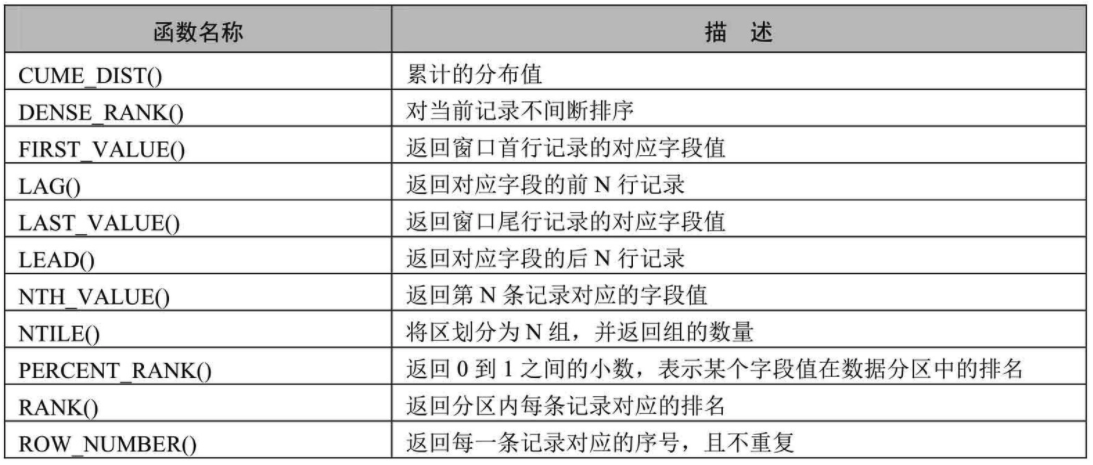 函数名称 描 述
CUME_DIST() 累计的分布值
DENSE_RANK() 对当前记录不间断排序
FIRST_VALUE() 返回窗口首行记录的对应字段值
LAG() 返回对应字段的前 N 行记录
LAST_VALUE() 返回窗口尾行记录的对应字段值
LEAD() 返回对应字段的后 N 行记录
NTH_VALUE() 返回第 N 条记录对应的字段值
NTILE() 将区划分为 N 组，并返回组的数量
PERCENT_RANK() 返回 0 到 1 之间的小数，表示某个字段值在数据分区中的排名
RANK() 返回分区内每条记录对应的排名
ROW_NUMBER() 返回每一条记录对应的序号，且不重复